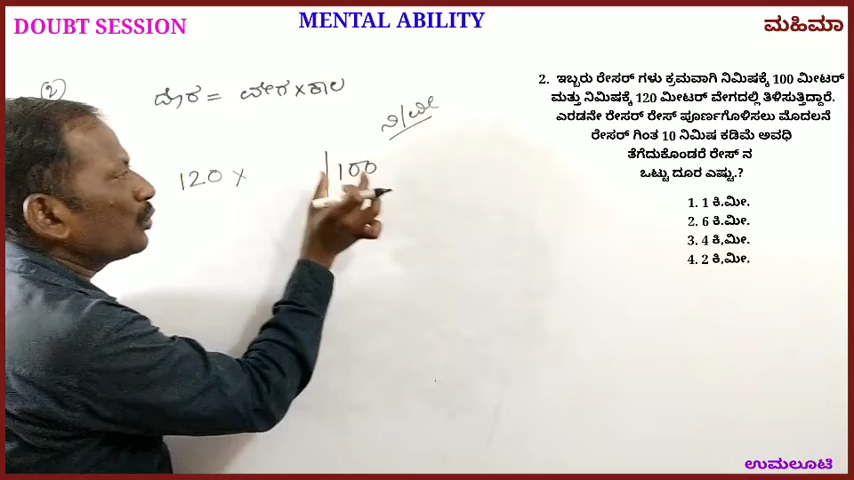 DOUBT SESSION
MENTAL ABILITY
ಮಹಿಮಾ
2
ದೂರ = ವೇಗ × ಕಾಲ
ನಿ/ಮೀ
120 × 100
2. ಇಬ್ಬರು ರೇಸರ್ ಗಳು ಕ್ರಮವಾಗಿ ನಿಮಿಷಕ್ಕೆ 100 ಮೀಟರ್
ಮತ್ತು ನಿಮಿಷಕ್ಕೆ 120 ಮೀಟರ್ ವೇಗದಲ್ಲಿ ತಿಳಿಸುತ್ತಿದ್ದಾರೆ.
ಎರಡನೇ ರೇಸರ್ ರೇಸ್ ಪೂರ್ಣಗೊಳಿಸಲು ಮೊದಲನೆ
ರೇಸರ್ ಗಿಂತ 10 ನಿಮಿಷ ಕಡಿಮೆ ಅವಧಿ
ತೆಗೆದುಕೊಂಡರೆ ರೇಸ್ ನ
ಒಟ್ಟು ದೂರ ಎಷ್ಟು.?
1. 1 ಕಿ.ಮೀ.
2. 6 ಕಿ.ಮೀ.
3. 4 ಕಿ,ಮೀ.
4. 2 ಕಿ,ಮೀ.
ಉಮಲೂಟಿ